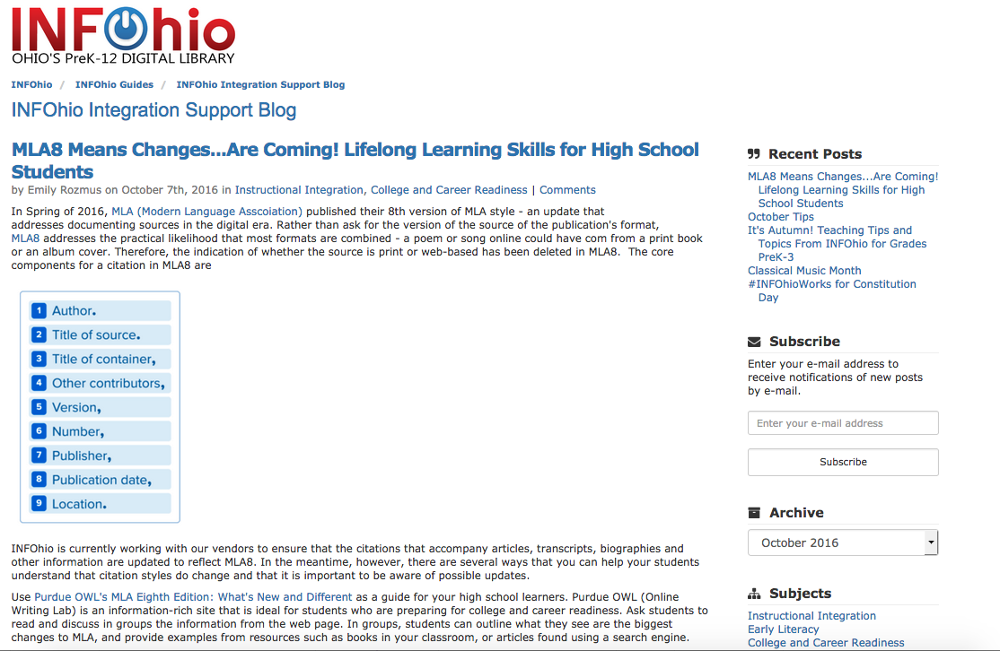 INFOhio
OHIO'S PreK-12 DIGITAL LIBRARY
INFOhio / INFOhio Guides / INFOhio Integration Support Blog
INFOhio Integration Support Blog
MLA8 Means Changes...Are Coming! Lifelong Learning Skills for High School
Students
by Emily Rozmus on October 7th, 2016 in Instructional Integration, College and Career Readiness | Comments
In Spring of 2016, MLA (Modern Language Asscoiation) published their 8th version of MLA style - an update that
addresses documenting sources in the digital era. Rather than ask for the version of the source of the publication's format,
MLA8 addresses the practical likelihood that most formats are combined - a poem or song online could have com from a print book
or an album cover. Therefore, the indication of whether the source is print or web-based has been deleted in MLA8. The core
components for a citation in MLA8 are
1 Author.
2 Title of source.
3 Title of container,
4 Other contributors,
5 Version,
6 Number,
7 Publisher,
8 Publication date,
9 Location.
INFOhio is currently working with our vendors to ensure that the citations that accompany articles, transcripts, biographies and
other information are updated to reflect MLA8. In the meantime, however, there are several ways that you can help your students
understand that citation styles do change and that it is important to be aware of possible updates.
Use Purdue OWL's MLA Eighth Edition: What's New and Different as a guide for your high school learners. Purdue OWL (Online
Writing Lab) is an information-rich site that is ideal for students who are preparing for college and career readiness. Ask students to
read and discuss in groups the information from the web page. In groups, students can outline what they see are the biggest
changes to MLA, and provide examples from resources such as books in your classroom, or articles found using a search engine.
Recent Posts
MLA8 Means Changes...Are Coming!
Lifelong Learning Skills for High
School Students
October Tips
It's Autumn! Teaching Tips and
Topics From INFOhio for Grades
PreK-3
Classical Music Month
#INFOhioWorks for Constitution
Day
Subscribe
Enter your e-mail address to
receive notifications of new posts
by e-mail.
Enter your e-mail address
Subscribe
Archive
October 2016
Subjects
Instructional Integration
Early Literacy
College and Career Readiness